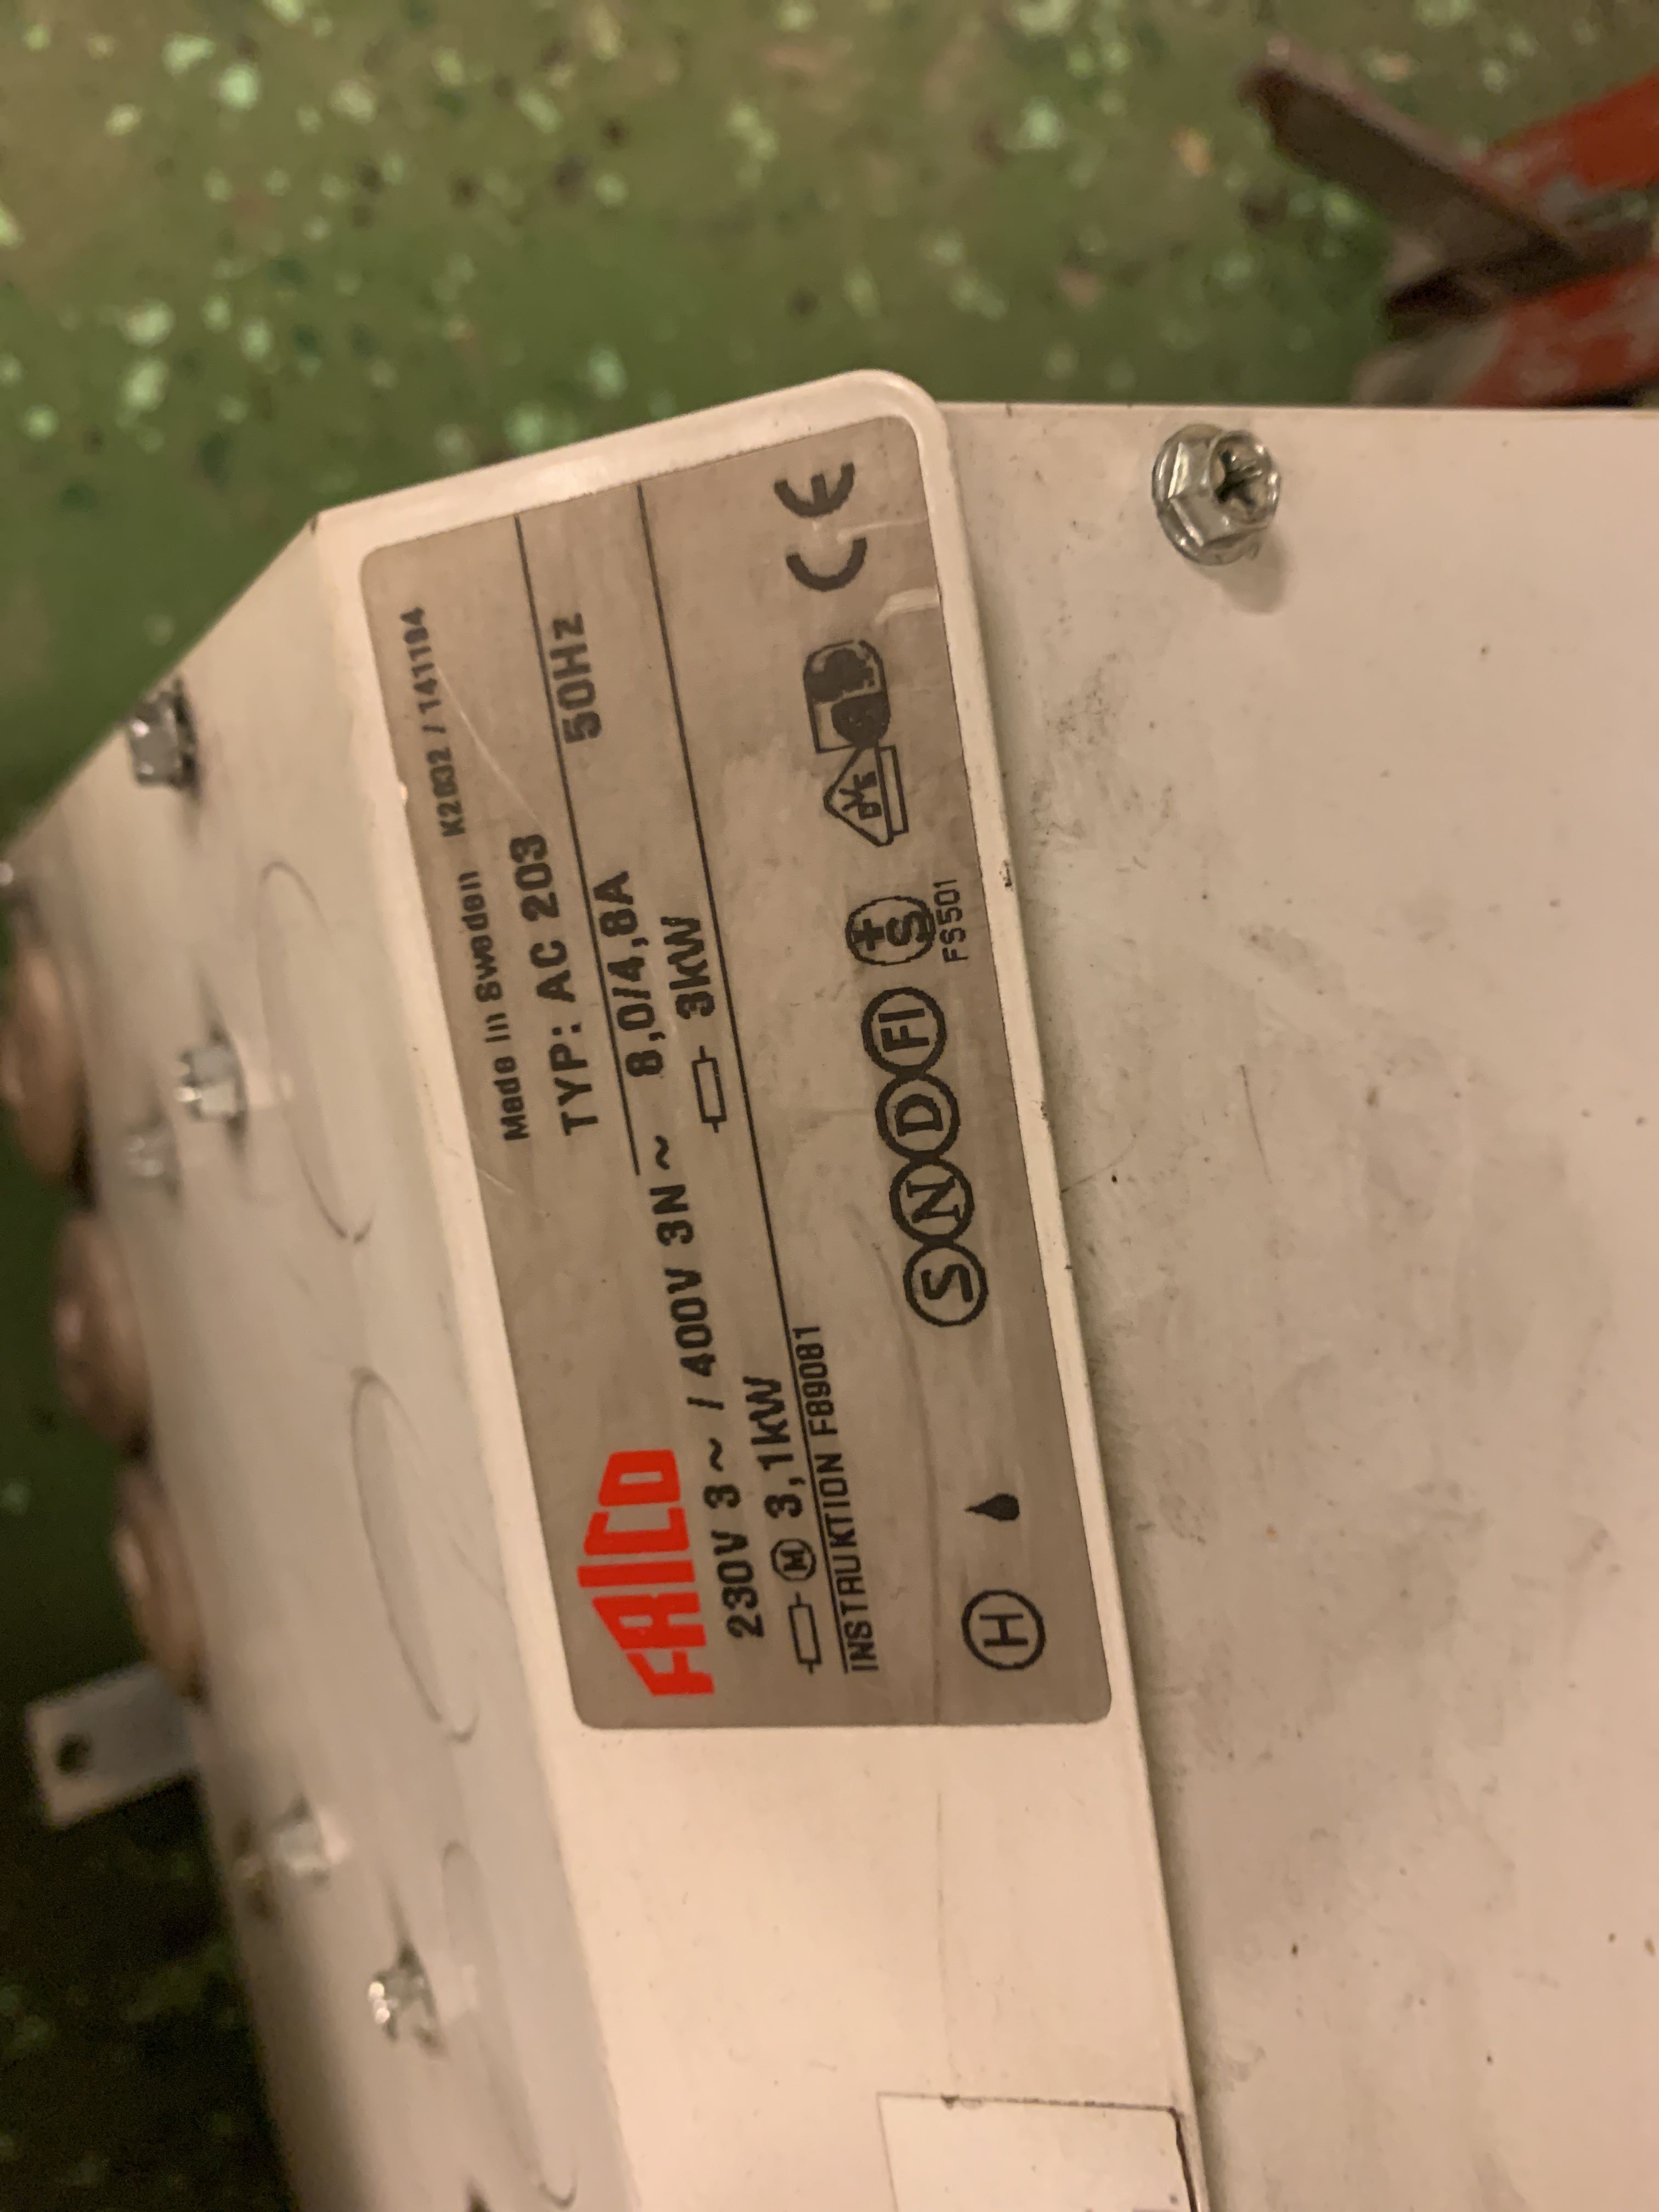 Made in Sweden K2032 / 141194
FRICO TYP: AC 203
230V 3~ / 400V 3N~ 8,0/4,8A 50Hz
M 3,1kW 3kW
INSTRUKTION F89081
H S N D FI +S CE
FS501